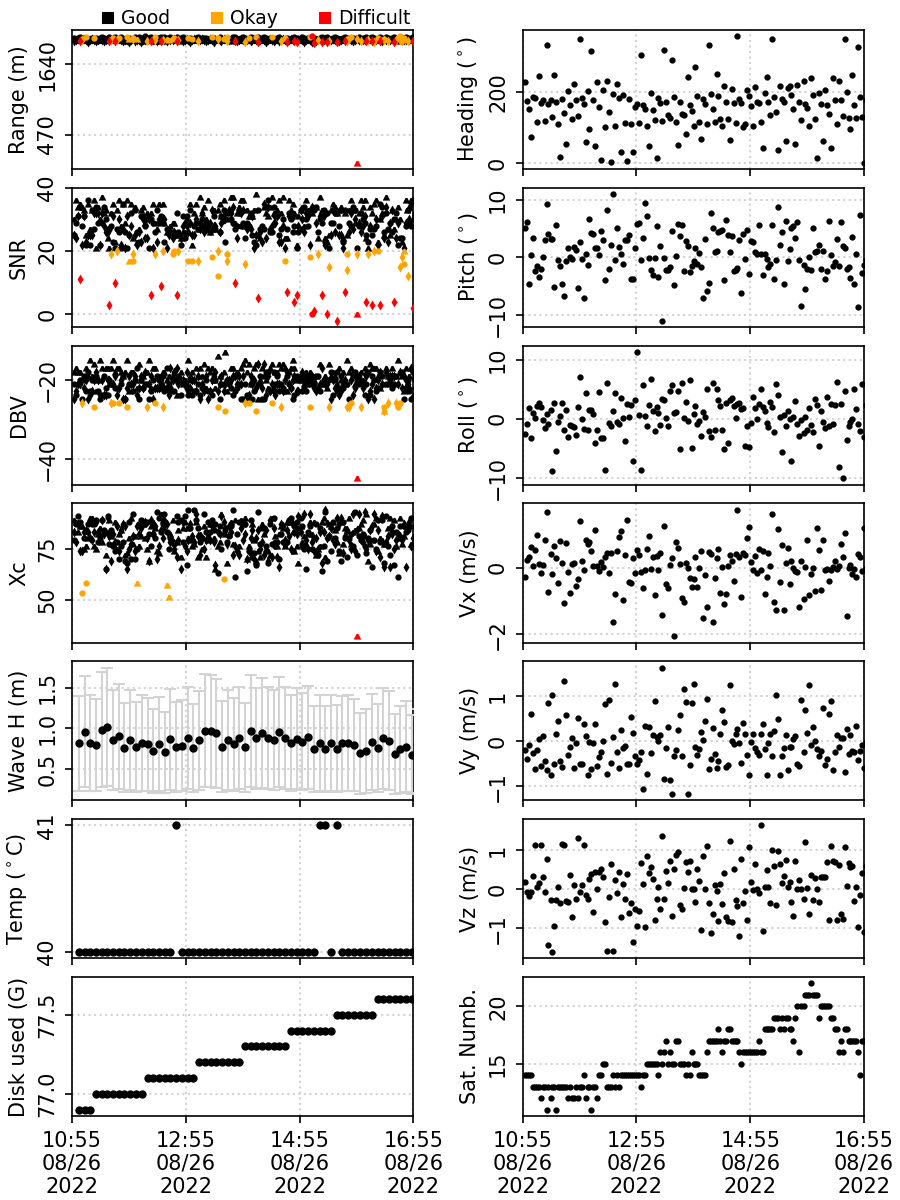 Good Okay Difficult
Range (m)
1640
470
Heading (°)
200
0
SNR
40
20
0
Pitch (°)
10
0
−10
DBV
−20
−40
Roll (°)
10
0
−10
Xc
75
50
Vx (m/s)
0
−2
Wave H (m)
1.5
1.0
0.5
Vy (m/s)
1
0
−1
Temp (°C)
41
40
Vz (m/s)
1
0
−1
Disk used (G)
77.5
77.0
Sat. Numb.
20
15
10:55 12:55 14:55 16:55 10:55 12:55 14:55 16:55
08/26 08/26 08/26 08/26 08/26 08/26 08/26 08/26
2022 2022 2022 2022 2022 2022 2022 2022